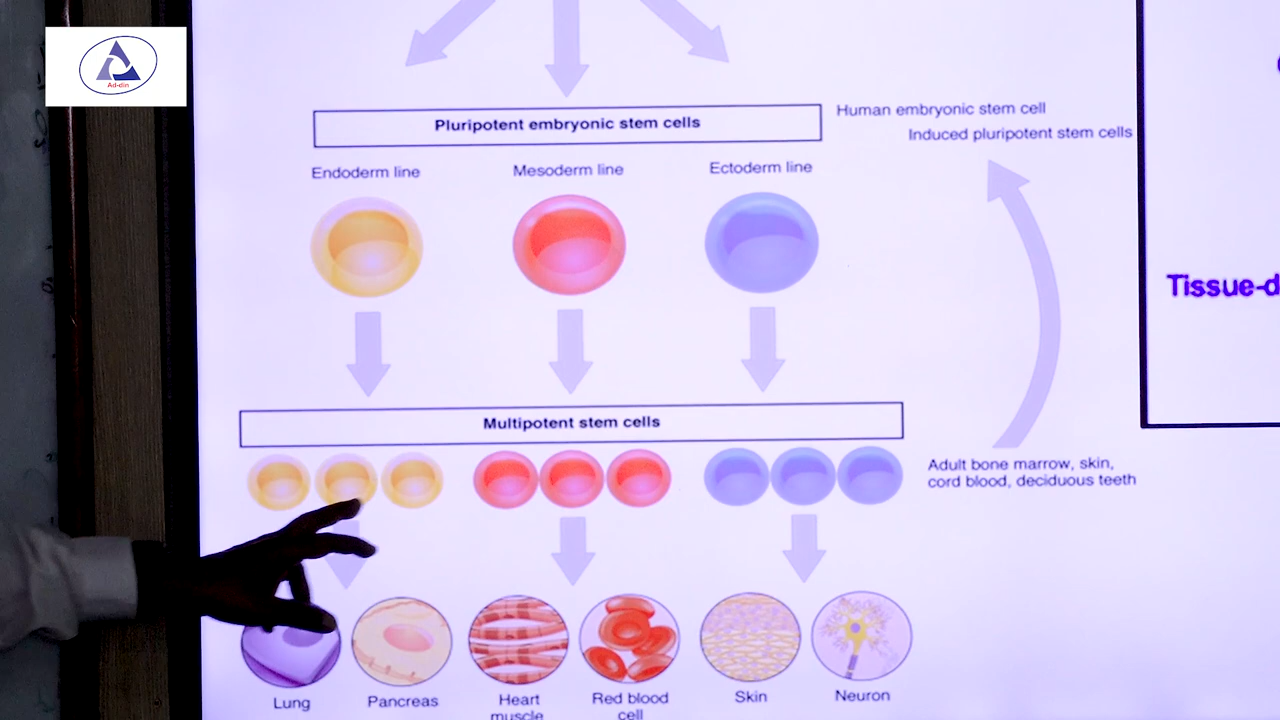 Ad-din
Pluripotent embryonic stem cells
Human embryonic stem cell
Induced pluripotent stem cells
Endoderm line
Mesoderm line
Ectoderm line
Tissue-d
Multipotent stem cells
Adult bone marrow, skin,
cord blood, deciduous teeth
Lung
Pancreas
Heart
muscle
Red blood
cell
Skin
Neuron